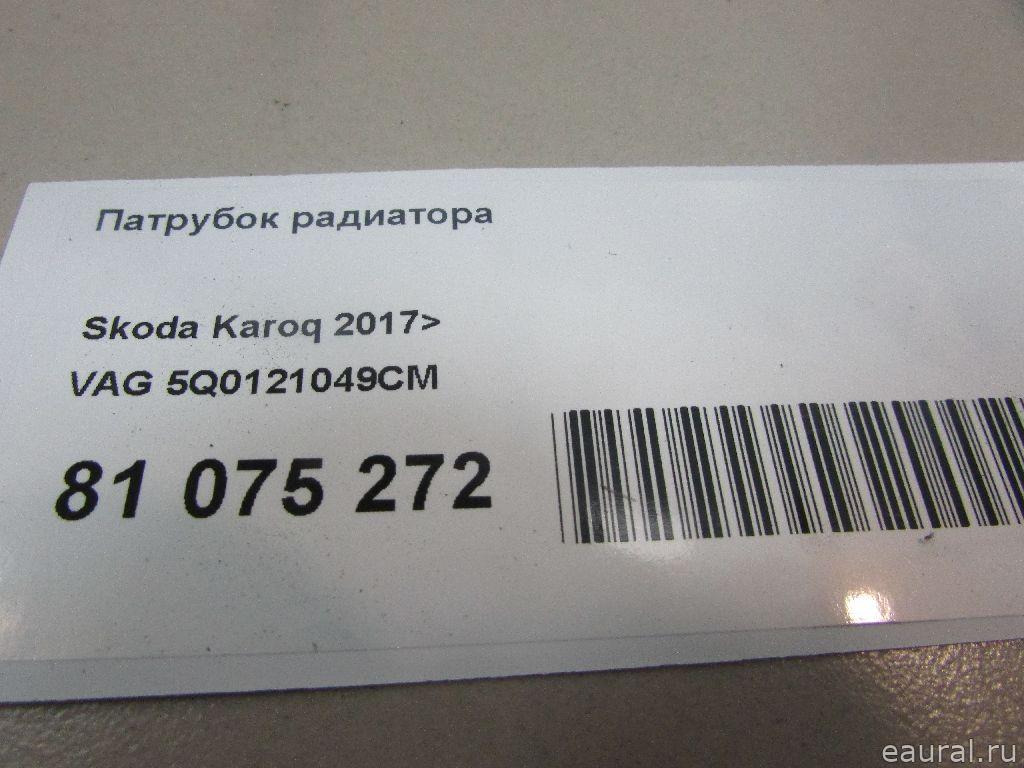 Патрубок радиатора
Skoda Karoq 2017>
VAG 5Q0121049CM
81 075 272
eaural.ru